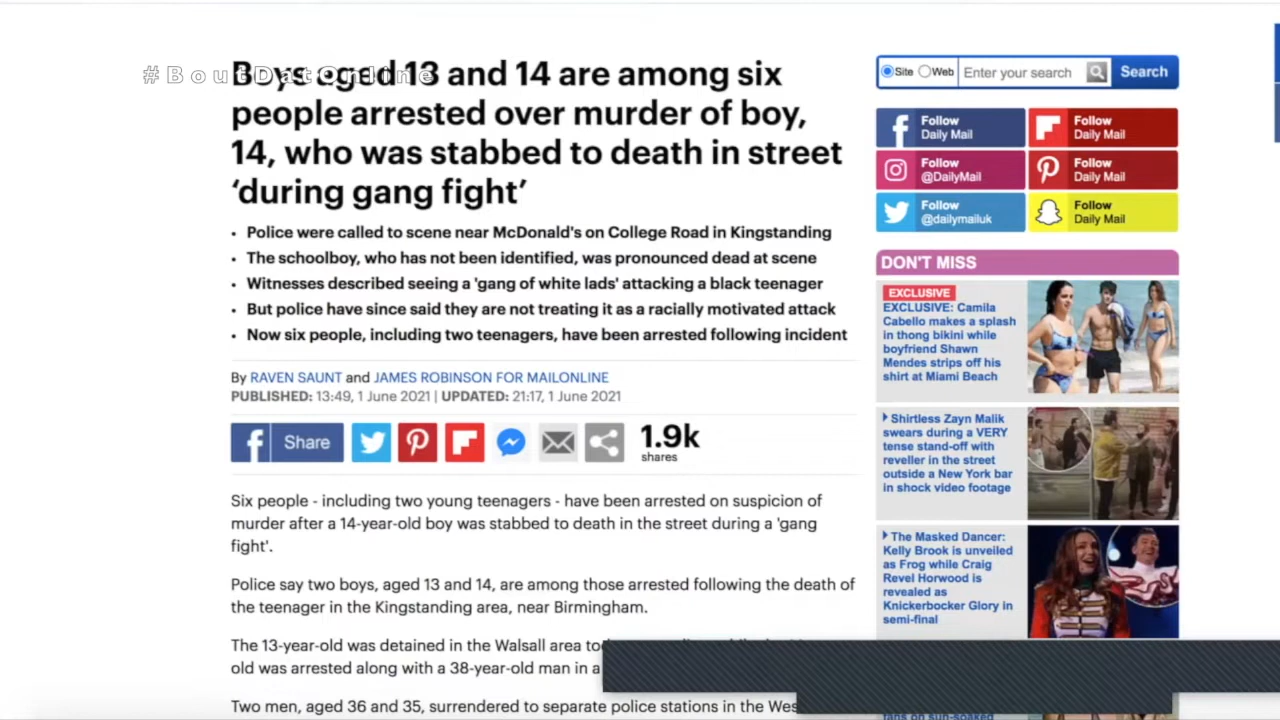 #BoutDatOnline
Boys aged 13 and 14 are among six
people arrested over murder of boy,
14, who was stabbed to death in street
‘during gang fight’
• Police were called to scene near McDonald's on College Road in Kingstanding
• The schoolboy, who has not been identified, was pronounced dead at scene
• Witnesses described seeing a 'gang of white lads' attacking a black teenager
• But police have since said they are not treating it as a racially motivated attack
• Now six people, including two teenagers, have been arrested following incident
By RAVEN SAUNT and JAMES ROBINSON FOR MAILONLINE
PUBLISHED: 13:49, 1 June 2021 | UPDATED: 21:17, 1 June 2021
Share
1.9k
shares
Six people - including two young teenagers - have been arrested on suspicion of
murder after a 14-year-old boy was stabbed to death in the street during a 'gang
fight'.
Police say two boys, aged 13 and 14, are among those arrested following the death of
the teenager in the Kingstanding area, near Birmingham.
The 13-year-old was detained in the Walsall area
old was arrested along with a 38-year-old man in a
Two men, aged 36 and 35, surrendered to separate police stations in the
Site Web Enter your search Search
Follow
Daily Mail
Follow
Daily Mail
Follow
@DailyMail
Follow
Daily Mail
Follow
@dailymailuk
Follow
Daily Mail
DON'T MISS
EXCLUSIVE
EXCLUSIVE: Camila
Cabello makes a splash
in thong bikini while
boyfriend Shawn
Mendes strips off his
shirt at Miami Beach
Shirtless Zayn Malik
swears during a VERY
tense stand-off with
reveller in the street
outside a New York bar
in shock video footage
The Masked Dancer:
Kelly Brook is unveiled
as Frog while Craig
Revel Horwood is
revealed as
Knickerbocker Glory in
semi-final